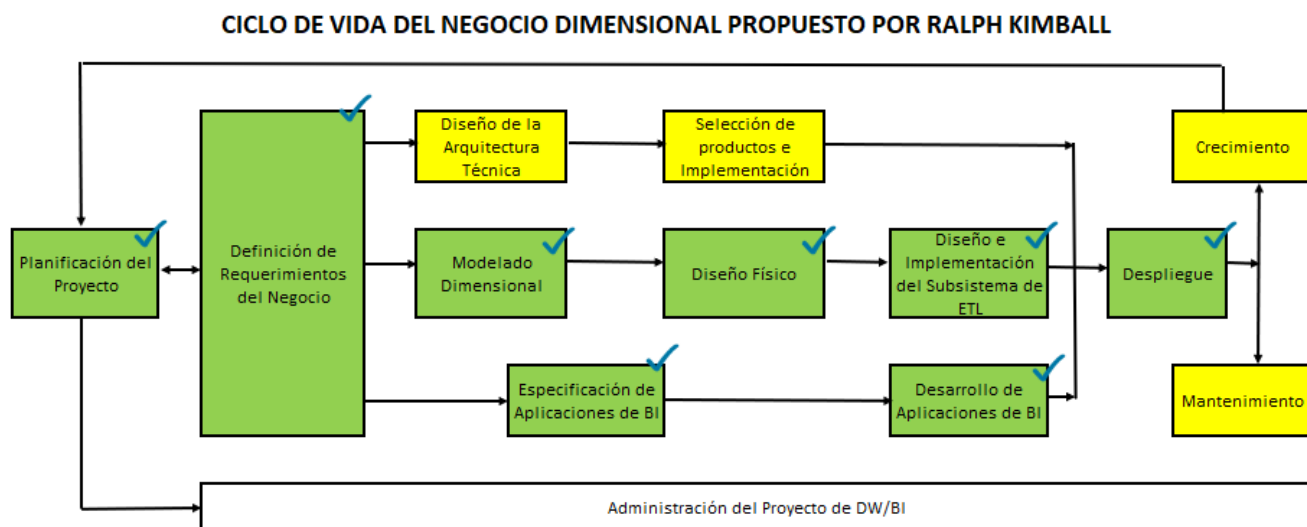 CICLO DE VIDA DEL NEGOCIO DIMENSIONAL PROPUESTO POR RALPH KIMBALL
Diseño de la
Arquitectura
Técnica
Selección de
productos e
Implementación
Crecimiento
Planificación del
Proyecto
Definición de
Requerimientos
del Negocio
Modelado
Dimensional
Diseño Físico
Diseño e
Implementación
del Subsistema de
ETL
Despliegue
Especificación de
Aplicaciones de BI
Desarrollo de
Aplicaciones de BI
Mantenimiento
Administración del Proyecto de DW/BI